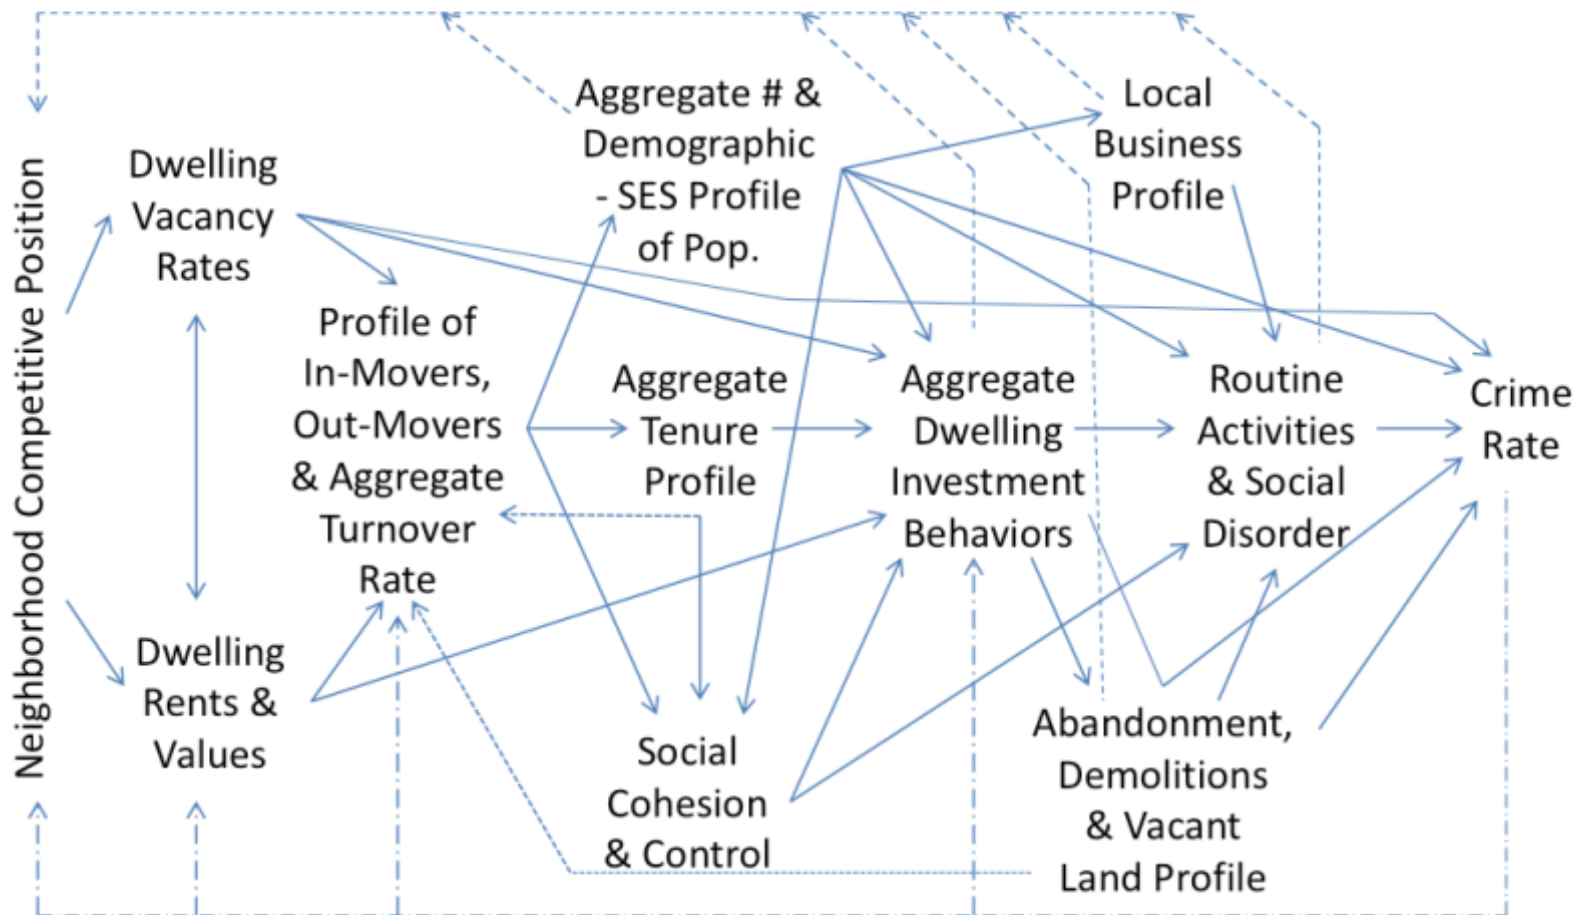 Neighborhood Competitive Position
Dwelling
Vacancy
Rates
Dwelling
Rents &
Values
Profile of
In-Movers,
Out-Movers
& Aggregate
Turnover
Rate
Aggregate # &
Demographic
- SES Profile
of Pop.
Aggregate
Tenure
Profile
Social
Cohesion
& Control
Aggregate
Dwelling
Investment
Behaviors
Local
Business
Profile
Routine
Activities
& Social
Disorder
Abandonment,
Demolitions
& Vacant
Land Profile
Crime
Rate